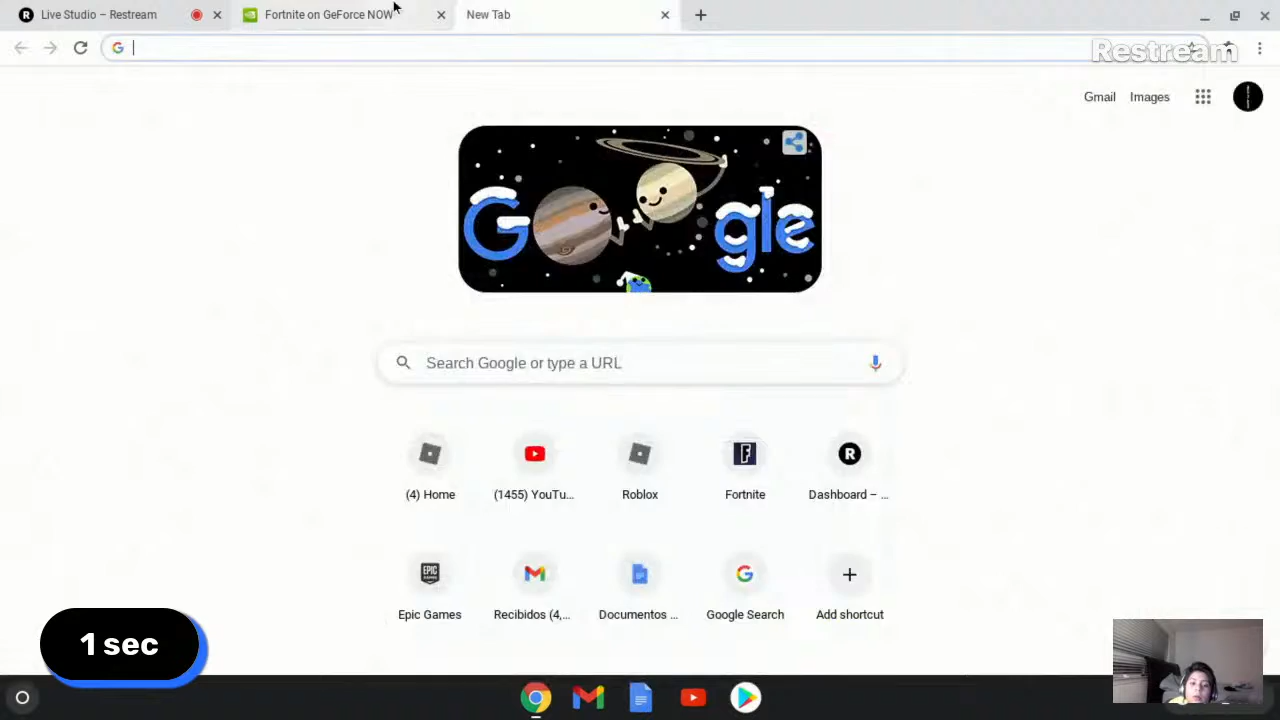 Live Studio – Restream
Fortnite on GeForce NOW
New Tab
Restream
Gmail
Images
Google
Search Google or type a URL
(4) Home
(1455) YouTu...
Roblox
Fortnite
Dashboard – ...
Epic Games
Recibidos (4,...
Documentos ...
Google Search
Add shortcut
1 sec